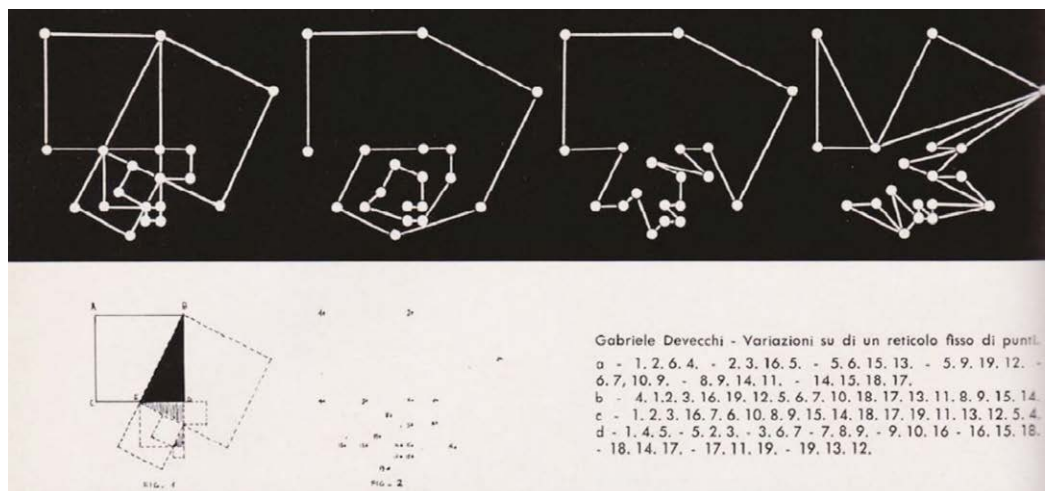 A
B
C
FIG. 1
FIG. 2
Gabriele Devecchi - Variazioni su di un reticolo fisso di punti.
a - 1. 2. 6. 4. - 2. 3. 16. 5. - 5. 6. 15. 13. - 5. 9. 19. 12. -
6. 7, 10. 9. - 8. 9. 14. 11. - 14. 15. 18. 17.
b - 4. 1. 2. 3. 16. 19. 12. 5. 6. 7. 10. 18. 17. 13. 11. 8. 9. 15. 14.
c - 1. 2. 3. 16. 7. 6. 10. 8. 9. 15. 14. 18. 17. 19. 11. 13. 12. 5. 4.
d - 1. 4. 5. - 5. 2. 3. - 3. 6. 7 - 7. 8. 9. - 9. 10. 16 - 16. 15. 18.
- 18. 14. 17. - 17. 11. 19. - 19. 13. 12.